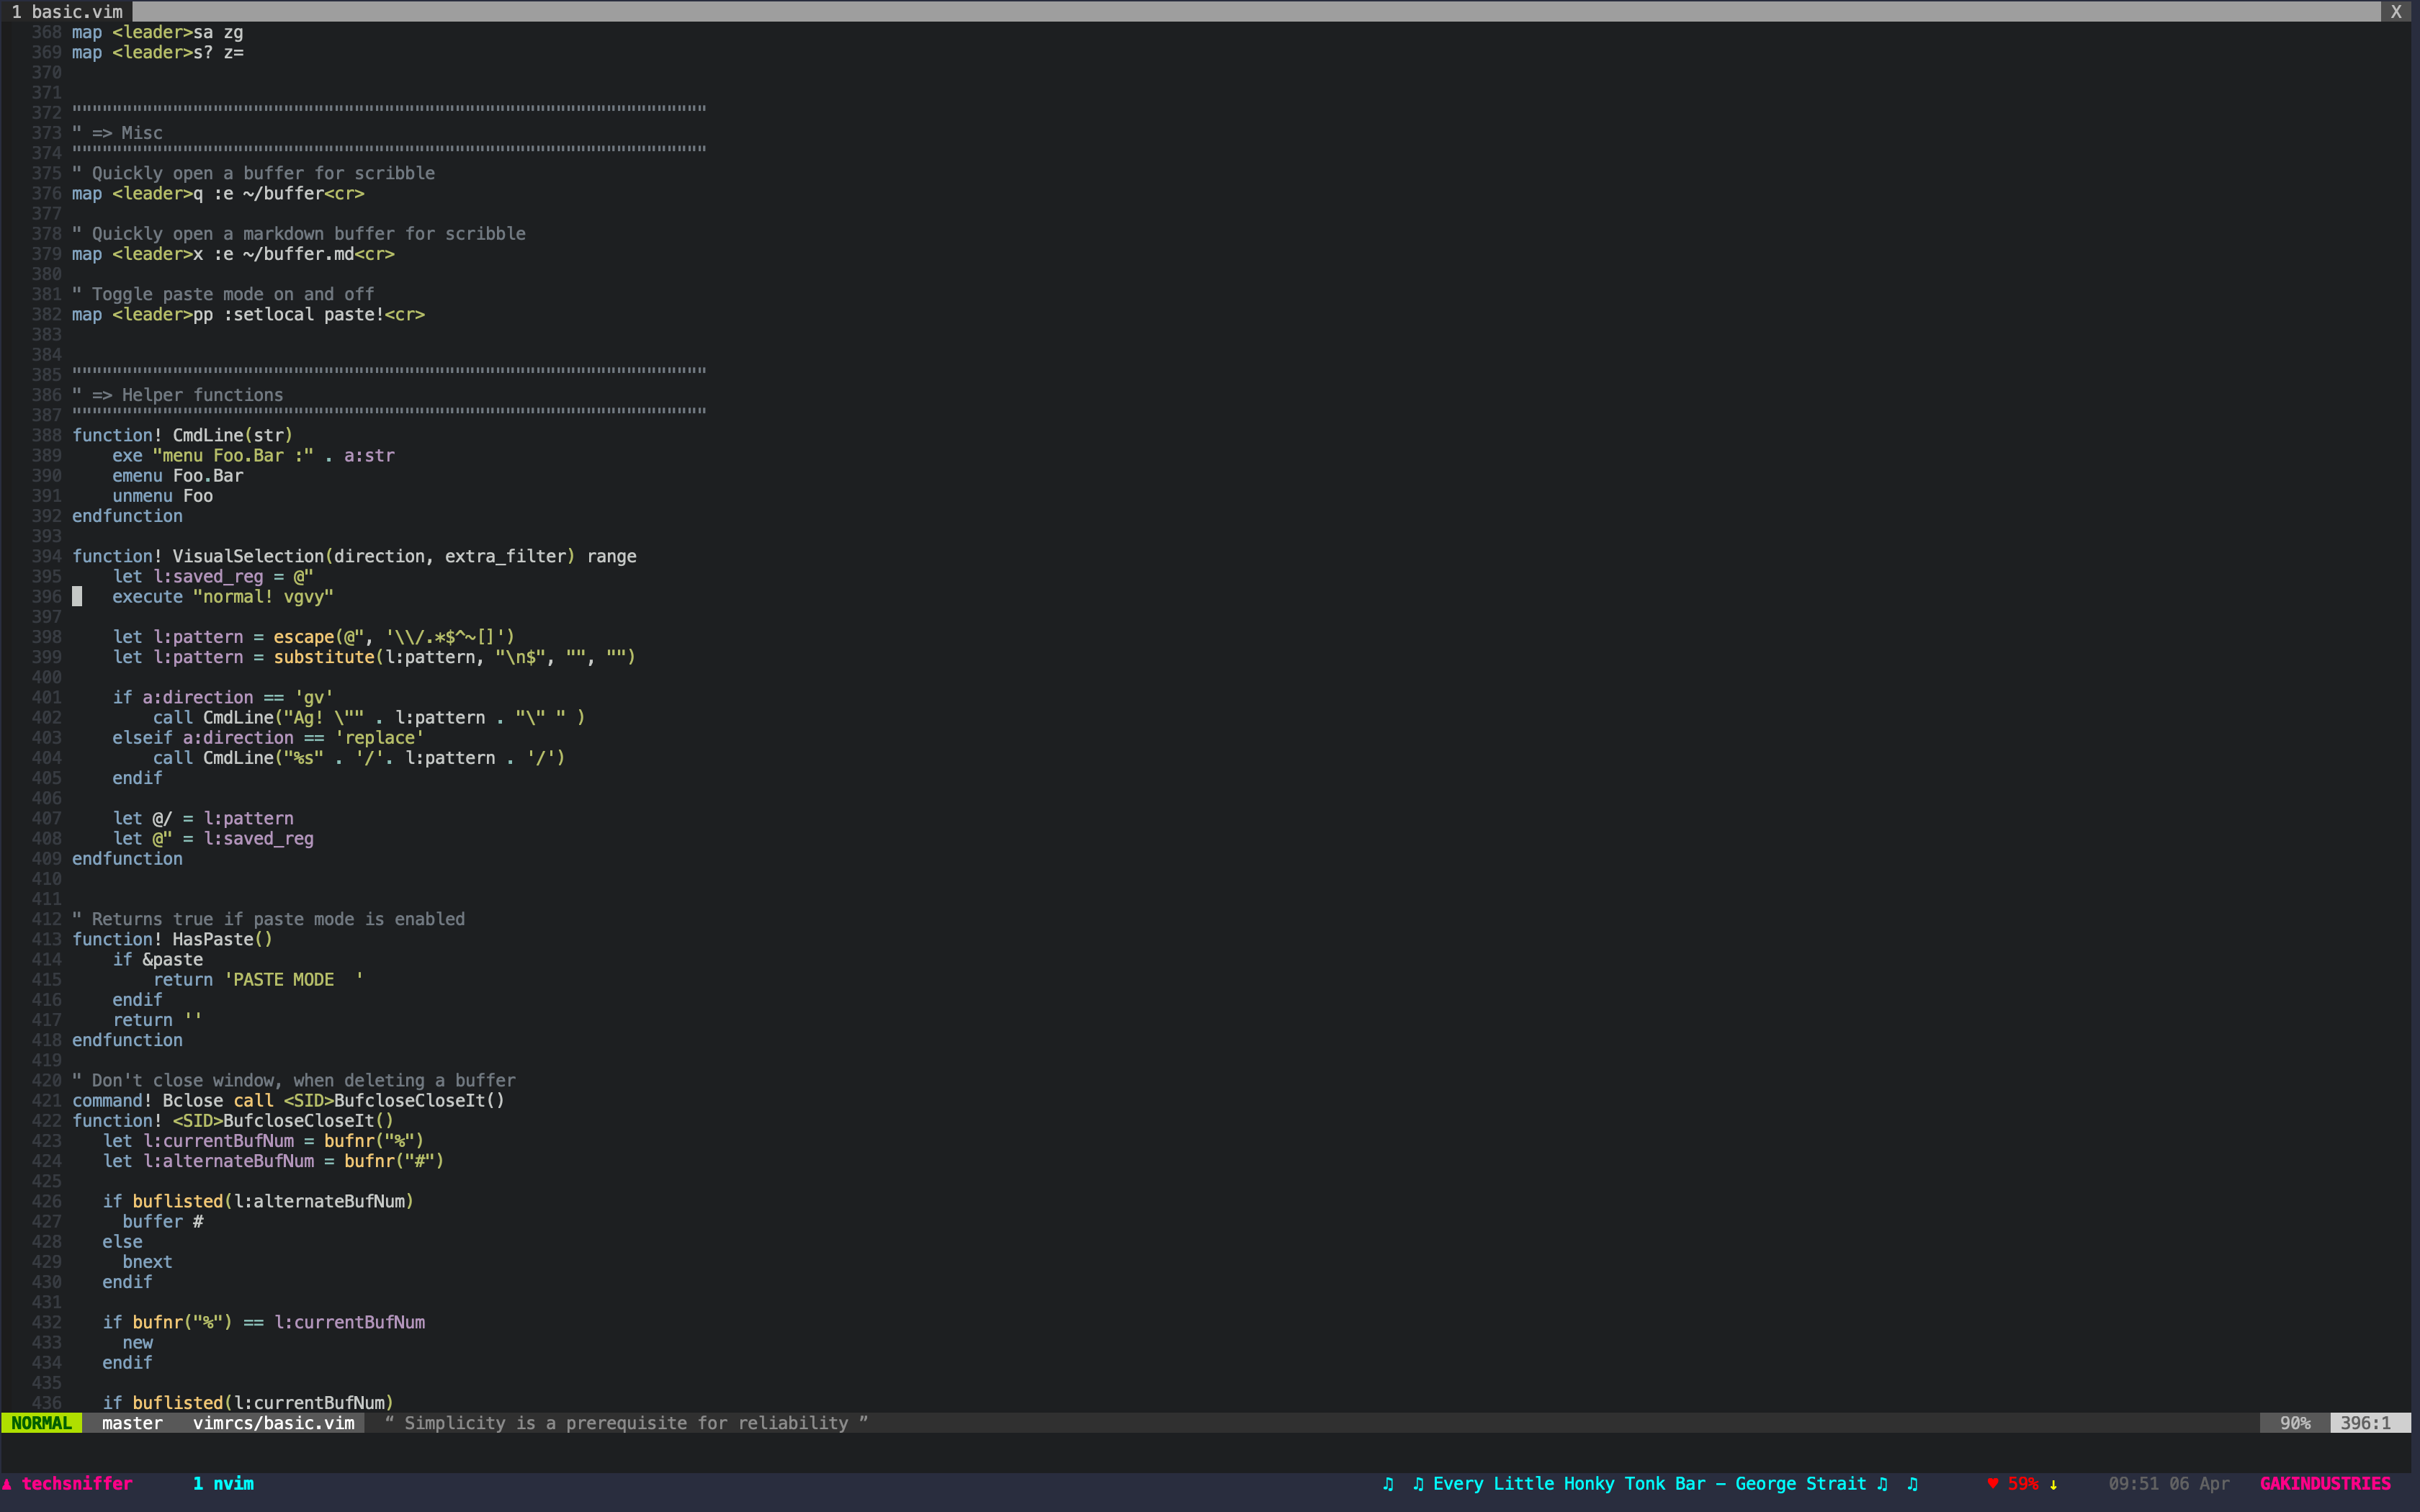 1 basic.vim X
368 map <leader>sa zg
369 map <leader>s? z=
370
371
372 """""""""""""""""""""""""""""""""""""""""""""""""""""""""""""""
373 " => Misc
374 """""""""""""""""""""""""""""""""""""""""""""""""""""""""""""""
375 " Quickly open a buffer for scribble
376 map <leader>q :e ~/buffer<cr>
377
378 " Quickly open a markdown buffer for scribble
379 map <leader>x :e ~/buffer.md<cr>
380
381 " Toggle paste mode on and off
382 map <leader>pp :setlocal paste!<cr>
383
384
385 """""""""""""""""""""""""""""""""""""""""""""""""""""""""""""""
386 " => Helper functions
387 """""""""""""""""""""""""""""""""""""""""""""""""""""""""""""""
388 function! CmdLine(str)
389     exe "menu Foo.Bar :" . a:str
390     emenu Foo.Bar
391     unmenu Foo
392 endfunction
393
394 function! VisualSelection(direction, extra_filter) range
395     let l:saved_reg = @"
396     execute "normal! vgvy"
397
398     let l:pattern = escape(@", '\\/.*$^~[]')
399     let l:pattern = substitute(l:pattern, "\n$", "", "")
400
401     if a:direction == 'gv'
402         call CmdLine("Ag! \"" . l:pattern . "\" " )
403     elseif a:direction == 'replace'
404         call CmdLine("%s" . '/'. l:pattern . '/')
405     endif
406
407     let @/ = l:pattern
408     let @" = l:saved_reg
409 endfunction
410
411
412 " Returns true if paste mode is enabled
413 function! HasPaste()
414     if &paste
415         return 'PASTE MODE  '
416     endif
417     return ''
418 endfunction
419
420 " Don't close window, when deleting a buffer
421 command! Bclose call <SID>BufcloseCloseIt()
422 function! <SID>BufcloseCloseIt()
423    let l:currentBufNum = bufnr("%")
424    let l:alternateBufNum = bufnr("#")
425
426    if buflisted(l:alternateBufNum)
427      buffer #
428    else
429      bnext
430    endif
431
432    if bufnr("%") == l:currentBufNum
433      new
434    endif
435
436    if buflisted(l:currentBufNum)
NORMAL master vimrcs/basic.vim “ Simplicity is a prerequisite for reliability ” 90% 396:1
▲ techsniffer 1 nvim ♫ ♫ Every Little Honky Tonk Bar – George Strait ♫ ♫ ♥ 59% ↓ 09:51 06 Apr GAKINDUSTRIES